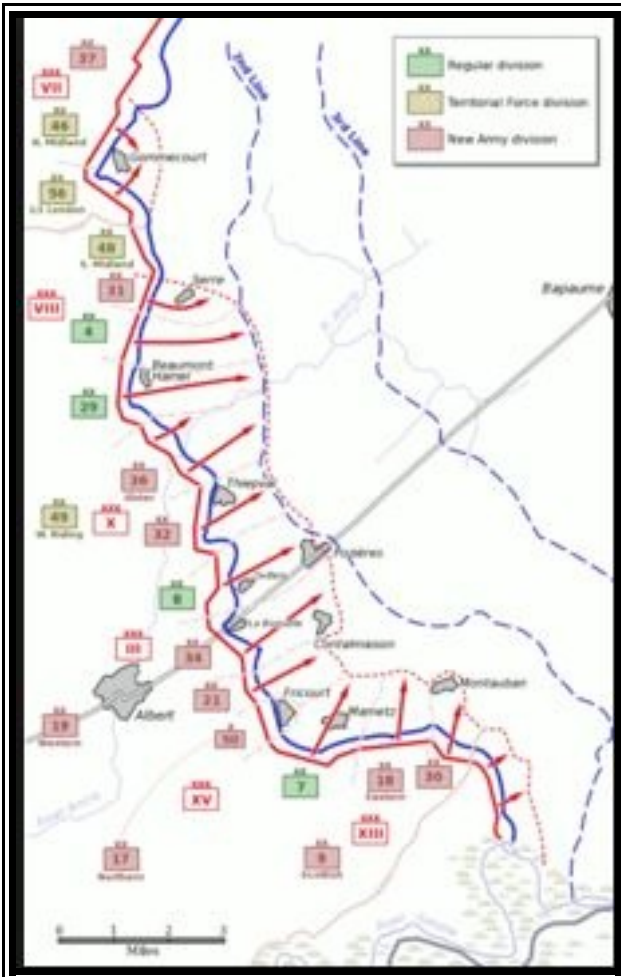 37
VII
46
N. Midland
Gommecourt
56
1/1 London
48
S. Midland
31
VIII
Serre
4
Beaumont
Hamel
29
36
Ulster
Thiepval
49
W. Riding
X
32
8
Pozières
La Boisselle
III
34
Contalmaison
Albert
21
Fricourt
Mametz
Montauban
19
Western
50
7
18
Eastern
30
XV
XIII
17
Northern
9
Scottish
2nd Line
3rd Line
Bapaume
Regular division
Territorial Force division
New Army division
0 1 2 3
Miles